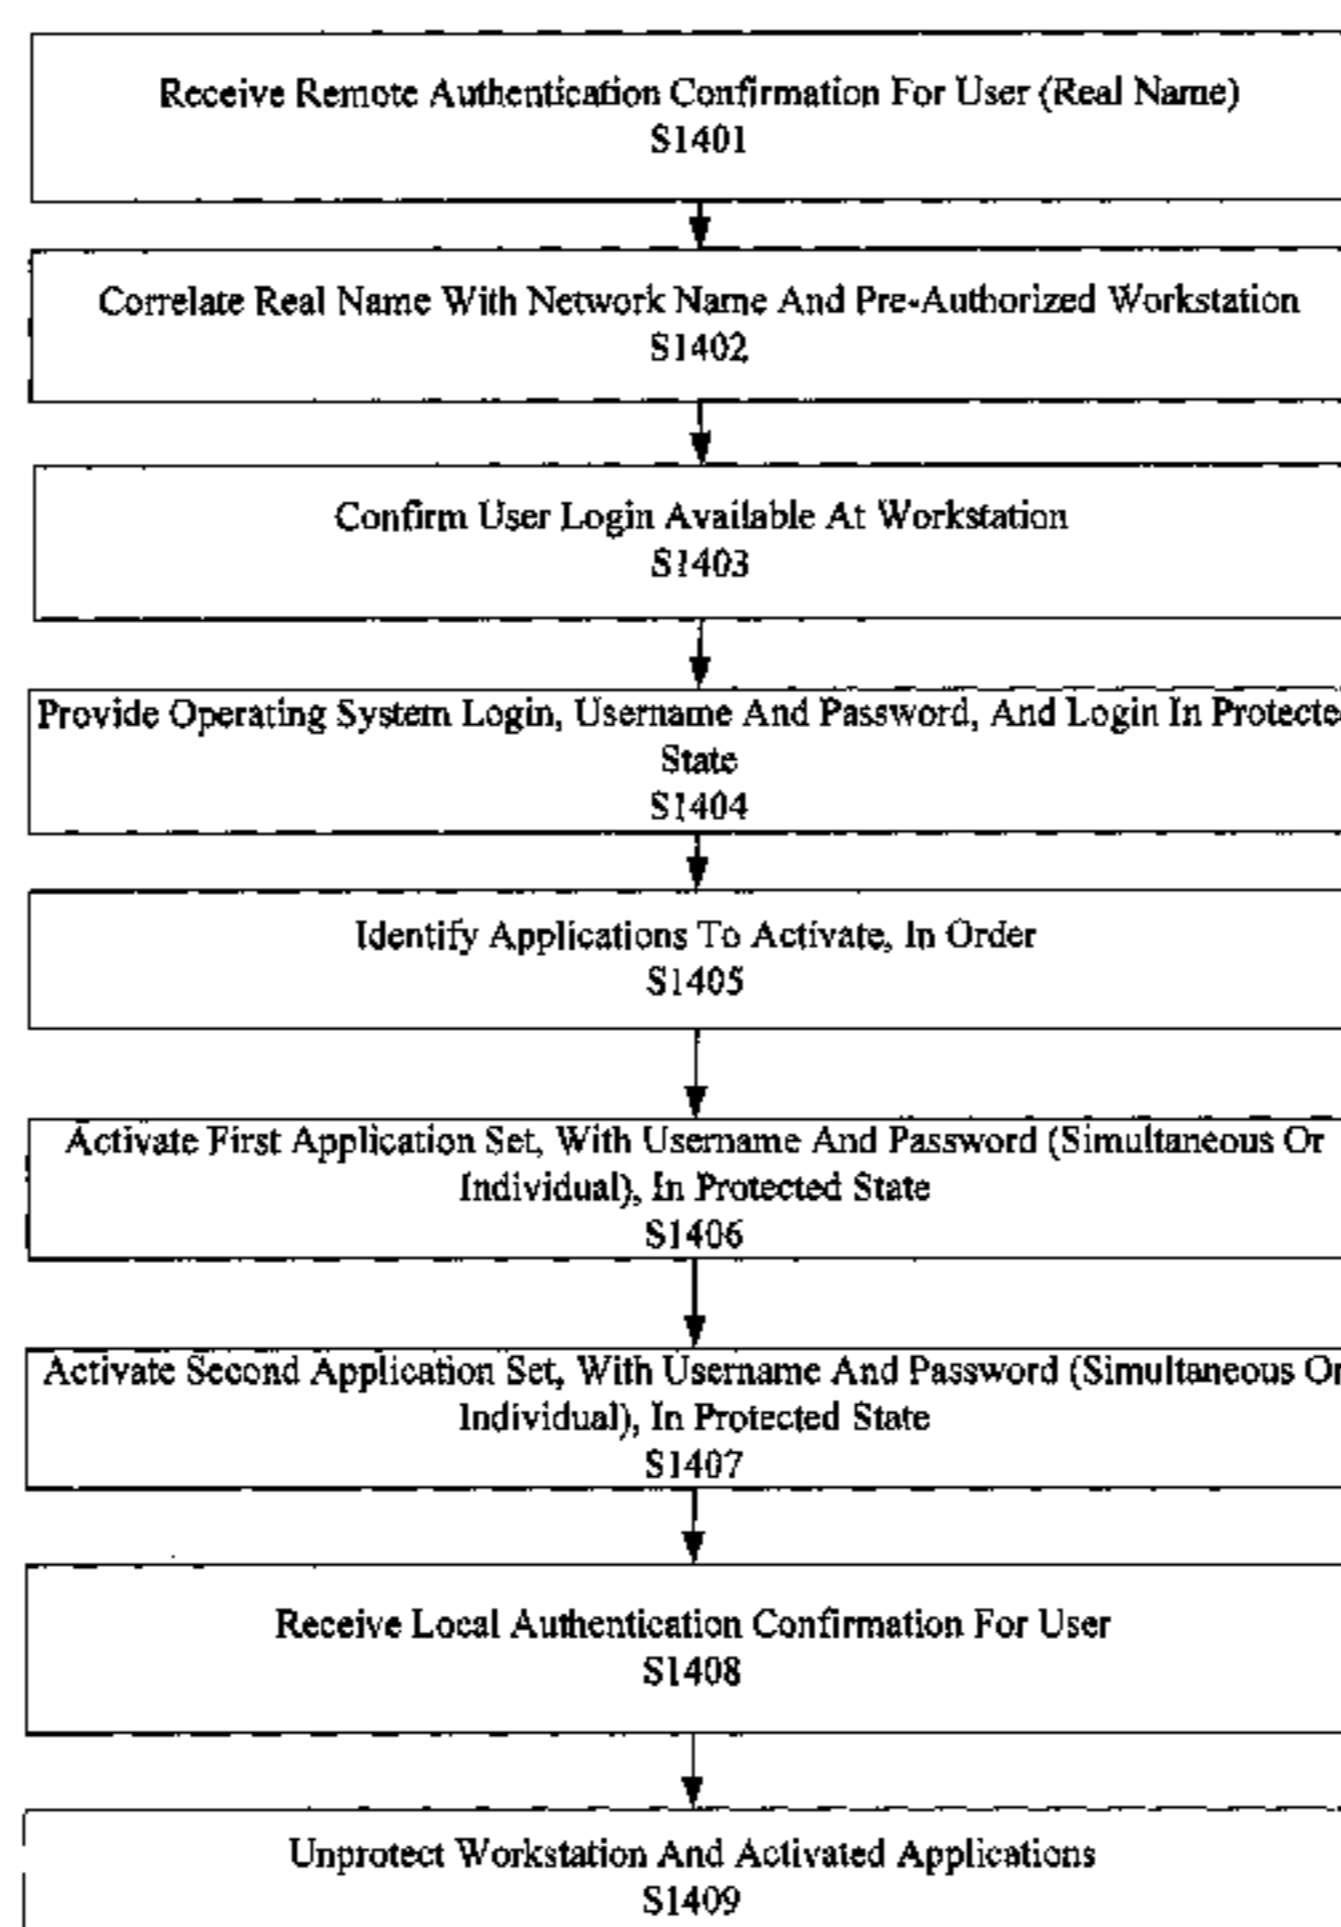 Receive Remote Authentication Confirmation For User (Real Name)
S1401
Correlate Real Name With Network Name And Pre-Authorized Workstation
S1402
Confirm User Login Available At Workstation
S1403
Provide Operating System Login, Username And Password, And Login In Protected
State
S1404
Identify Applications To Activate, In Order
S1405
Activate First Application Set, With Username And Password (Simultaneous Or
Individual), In Protected State
S1406
Activate Second Application Set, With Username And Password (Simultaneous Or
Individual), In Protected State
S1407
Receive Local Authentication Confirmation For User
S1408
Unprotect Workstation And Activated Applications
S1409